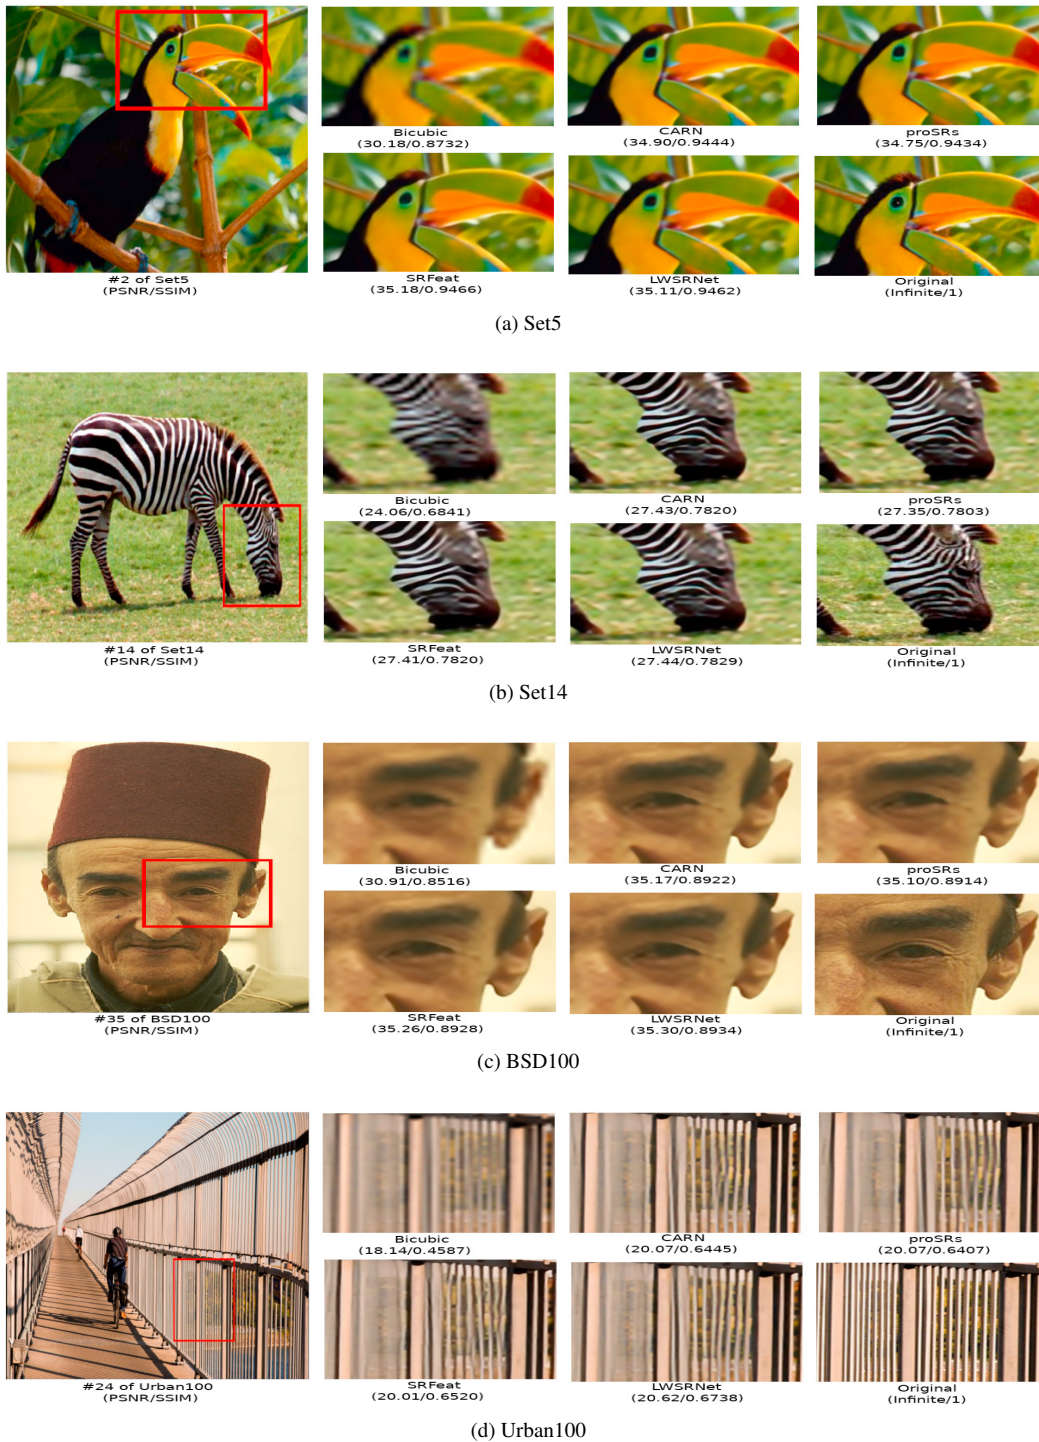 Bicubic
(30.18/0.8732)
CARN
(34.90/0.9444)
proSRs
(34.75/0.9434)
#2 of Set5
(PSNR/SSIM)
SRFeat
(35.18/0.9466)
LWSRNet
(35.11/0.9462)
Original
(Infinite/1)
(a) Set5
Bicubic
(24.06/0.6841)
CARN
(27.43/0.7820)
proSRs
(27.35/0.7803)
#14 of Set14
(PSNR/SSIM)
SRFeat
(27.41/0.7820)
LWSRNet
(27.44/0.7829)
Original
(Infinite/1)
(b) Set14
Bicubic
(30.91/0.8516)
CARN
(35.17/0.8922)
proSRs
(35.10/0.8914)
#35 of BSD100
(PSNR/SSIM)
SRFeat
(35.26/0.8928)
LWSRNet
(35.30/0.8934)
Original
(Infinite/1)
(c) BSD100
Bicubic
(18.14/0.4587)
CARN
(20.07/0.6445)
proSRs
(20.07/0.6407)
#24 of Urban100
(PSNR/SSIM)
SRFeat
(20.01/0.6520)
LWSRNet
(20.62/0.6738)
Original
(Infinite/1)
(d) Urban100